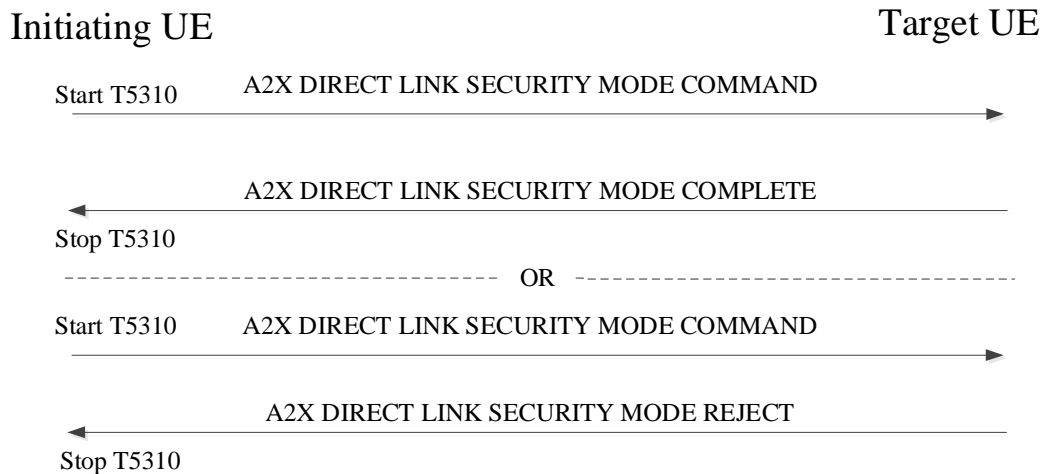 Initiating UE
Target UE
Start T5310
A2X DIRECT LINK SECURITY MODE COMMAND
A2X DIRECT LINK SECURITY MODE COMPLETE
Stop T5310
OR
Start T5310
A2X DIRECT LINK SECURITY MODE COMMAND
A2X DIRECT LINK SECURITY MODE REJECT
Stop T5310